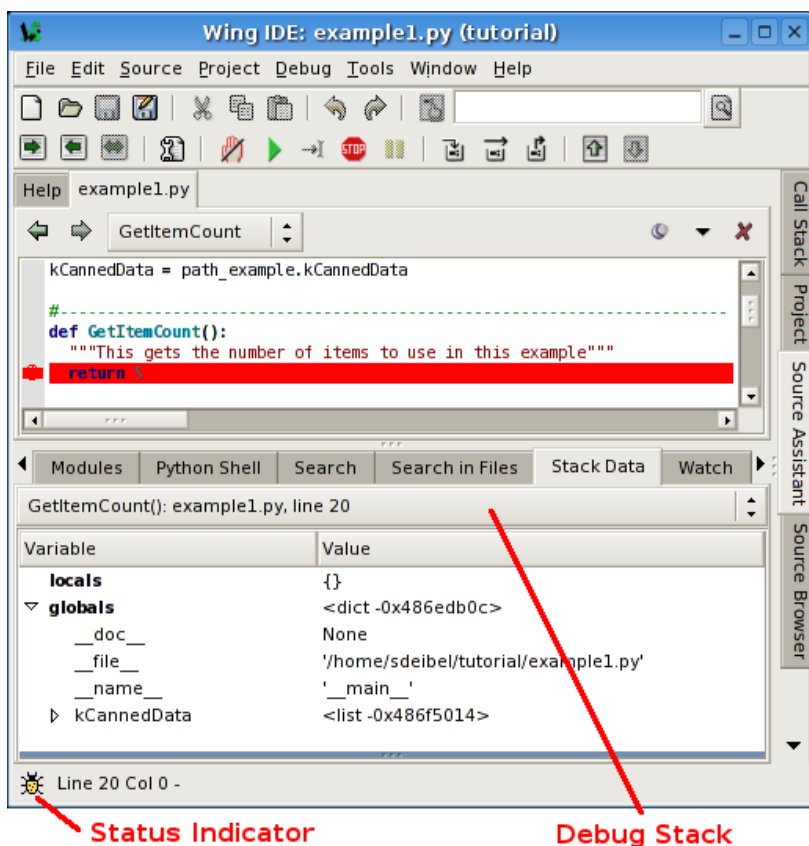 Wing IDE: example1.py (tutorial)
File Edit Source Project Debug Tools Window Help
STOP
Help example1.py
GetItemCount
kCannedData = path_example.kCannedData
#-----------------------------------------------------------------------
def GetItemCount():
"""This gets the number of items to use in this example"""
return 5
Modules Python Shell Search Search in Files Stack Data Watch
GetItemCount(): example1.py, line 20
Variable Value
locals {}
globals <dict -0x486edb0c>
__doc__ None
__file__ '/home/sdeibel/tutorial/example1.py'
__name__ '__main__'
kCannedData <list -0x486f5014>
Line 20 Col 0 -
Call Stack
Project
Source Assistant
Source Browser
Status Indicator
Debug Stack